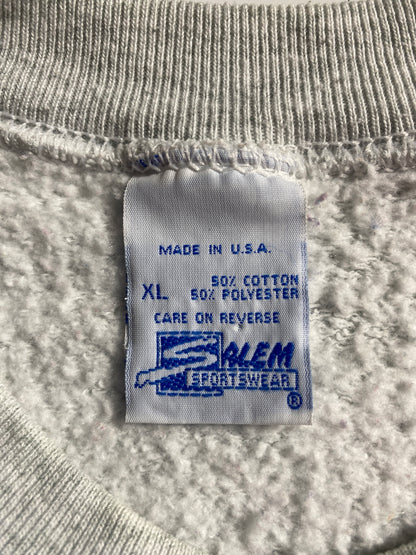 MADE IN U.S.A.
XL 50% COTTON
50% POLYESTER
CARE ON REVERSE
SALEM
SPORTSWEAR
®